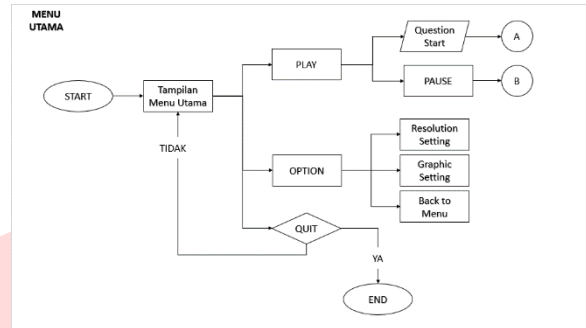 MENU
UTAMA
START
Tampilan
Menu Utama
TIDAK
PLAY
Question
Start
A
PAUSE
B
OPTION
Resolution
Setting
Graphic
Setting
Back to
Menu
QUIT
YA
END